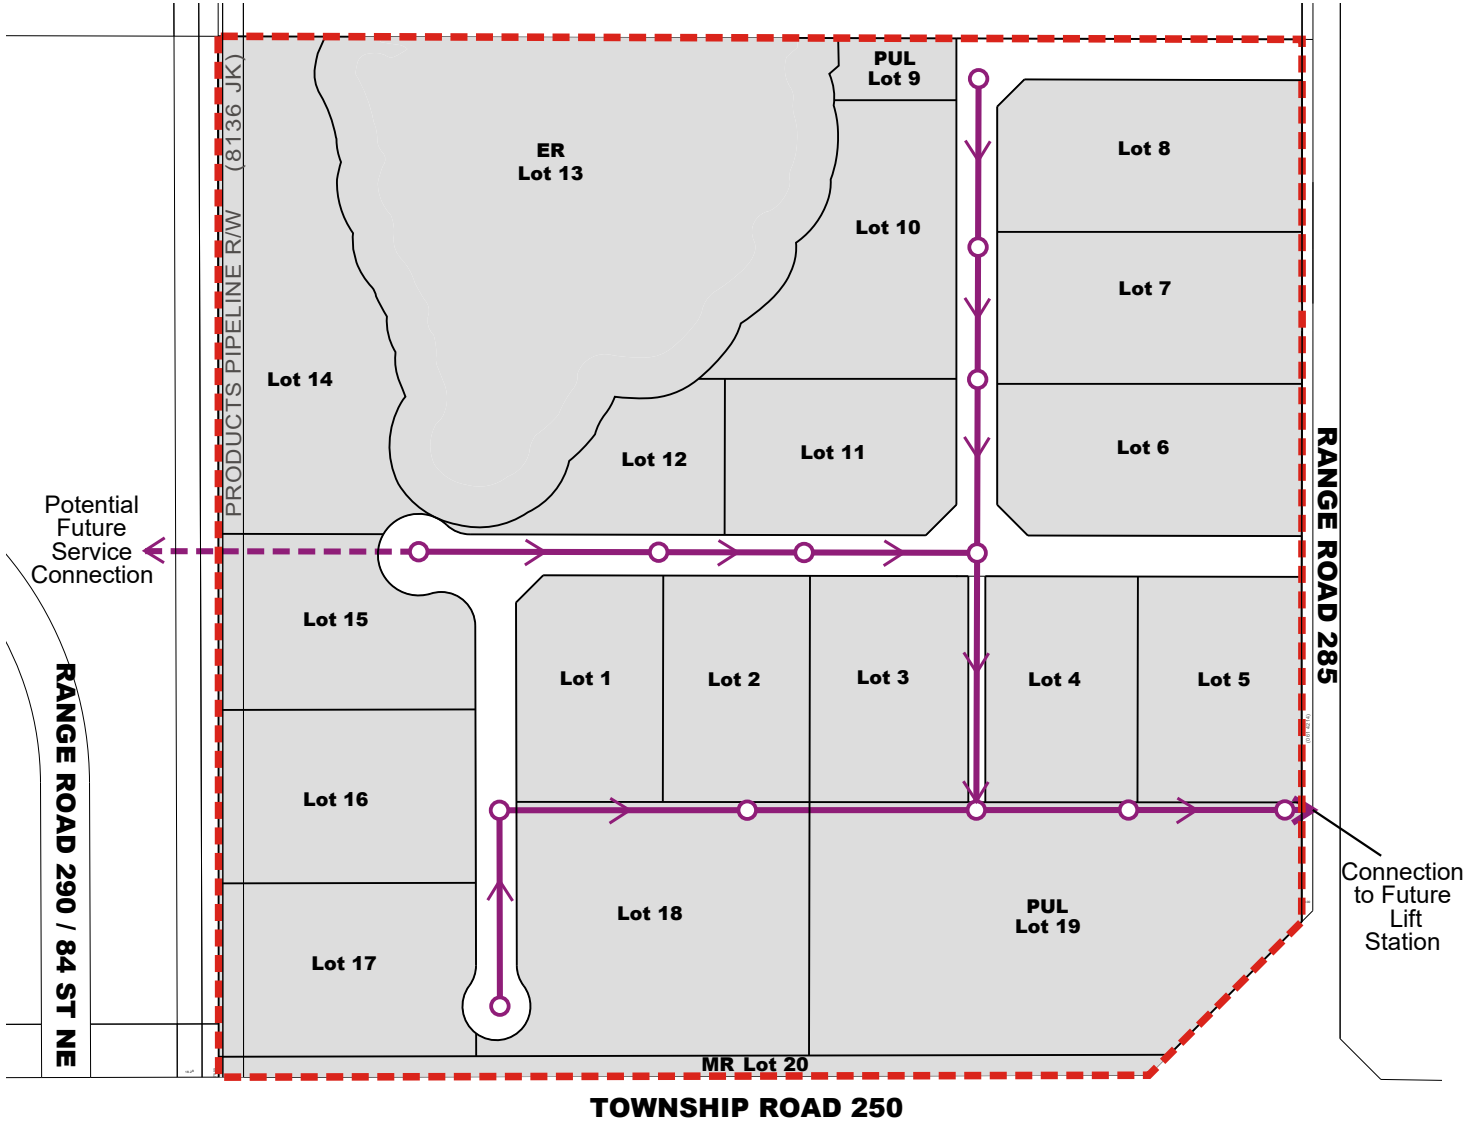 PUL
Lot 9
PRODUCTS PIPELINE R/W (8136 JK)
ER
Lot 13
Lot 8
Lot 10
Lot 7
Lot 14
Lot 12
Lot 11
Lot 6
Potential
Future
Service
Connection
RANGE ROAD 285
Lot 15
Lot 1
Lot 2
Lot 3
Lot 4
Lot 5
RANGE ROAD 290 / 84 ST NE
Lot 16
Connection
to Future
Lift
Station
Lot 18
PUL
Lot 19
Lot 17
MR Lot 20
TOWNSHIP ROAD 250